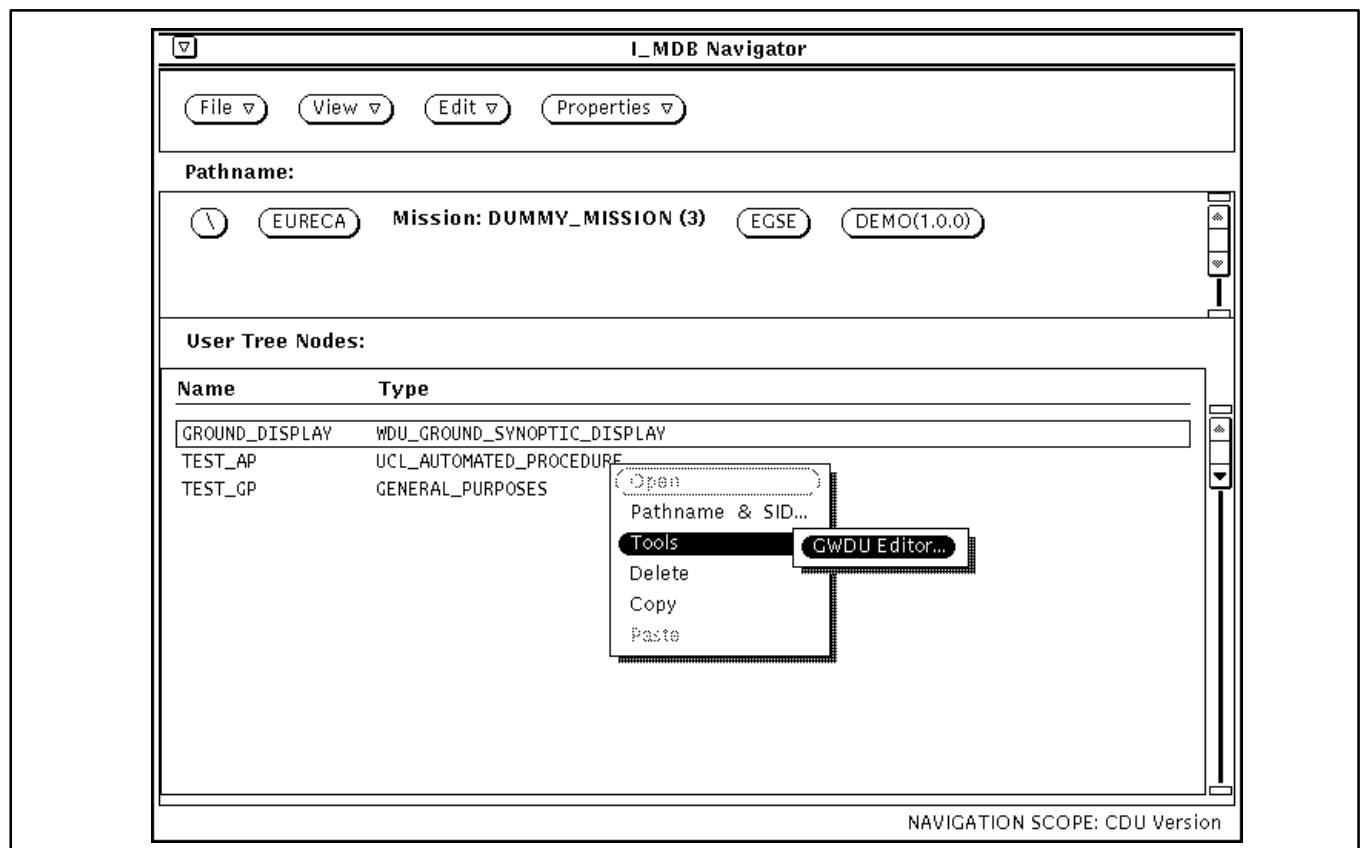 I_MDB Navigator
File View Edit Properties
Pathname:
\ EURECA Mission: DUMMY_MISSION (3) EGSE DEMO(1.0.0)
User Tree Nodes:
Name Type
GROUND_DISPLAY WDU_GROUND_SYNOPTIC_DISPLAY
TEST_AP UCL_AUTOMATED_PROCEDURE
TEST_GP GENERAL_PURPOSES
Open
Pathname & SID...
Tools GWDU Editor...
Delete
Copy
Paste
NAVIGATION SCOPE: CDU Version